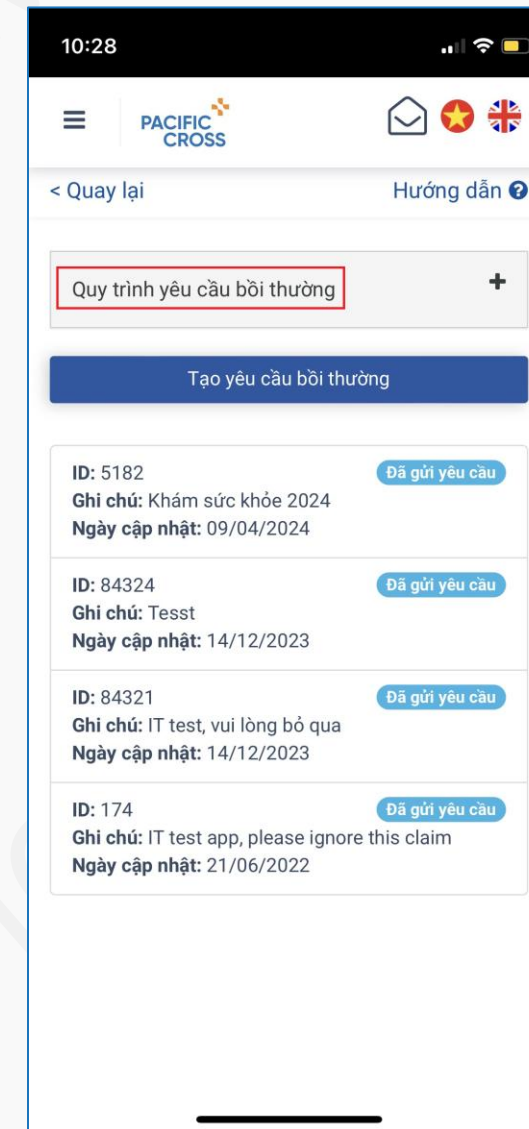 10:28
PACIFIC
CROSS
< Quay lại
Hướng dẫn ?
Quy trình yêu cầu bồi thường +
Tạo yêu cầu bồi thường
ID: 5182
Đã gửi yêu cầu
Ghi chú: Khám sức khỏe 2024
Ngày cập nhật: 09/04/2024
ID: 84324
Đã gửi yêu cầu
Ghi chú: Tesst
Ngày cập nhật: 14/12/2023
ID: 84321
Đã gửi yêu cầu
Ghi chú: IT test, vui lòng bỏ qua
Ngày cập nhật: 14/12/2023
ID: 174
Đã gửi yêu cầu
Ghi chú: IT test app, please ignore this claim
Ngày cập nhật: 21/06/2022